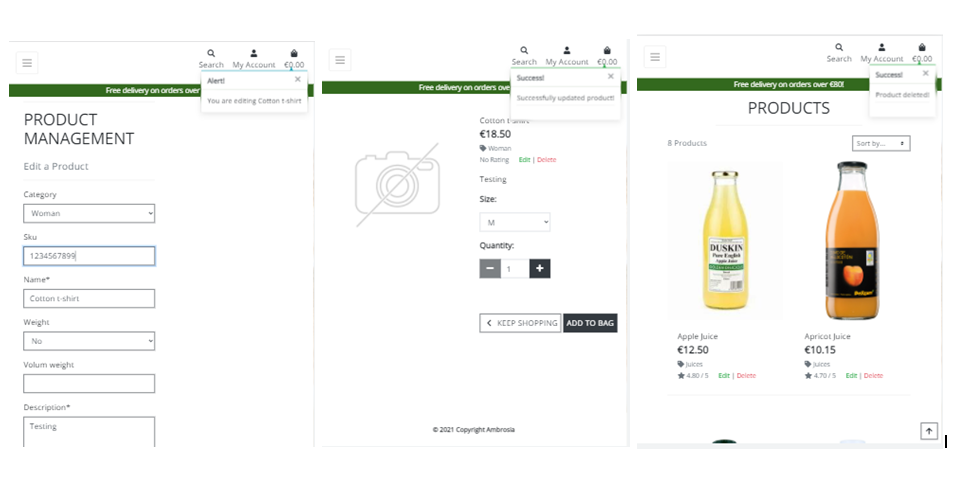 Search My Account €0.00
Alert!
You are editing Cotton t-shirt
Free delivery on orders over
PRODUCT
MANAGEMENT
Edit a Product
Category
Woman
Sku
1234567899
Name*
Cotton t-shirt
Weight
No
Volum weight
Description*
Testing
Search My Account €0.00
Success!
Successfully updated product!
Free delivery on orders over
Cotton t-shirt
€18.50
Woman
No Rating Edit | Delete
Testing
Size:
M
Quantity:
1
KEEP SHOPPING ADD TO BAG
© 2021 Copyright Ambrosia
Search My Account €0.00
Success!
Product deleted!
Free delivery on orders over €80!
PRODUCTS
8 Products Sort by...
DUSKIN
Pure English
Apple Juice
Apple Juice
€12.50
Juices
4.80 / 5 Edit | Delete
Apricot Juice
€10.15
Juices
4.70 / 5 Edit | Delete